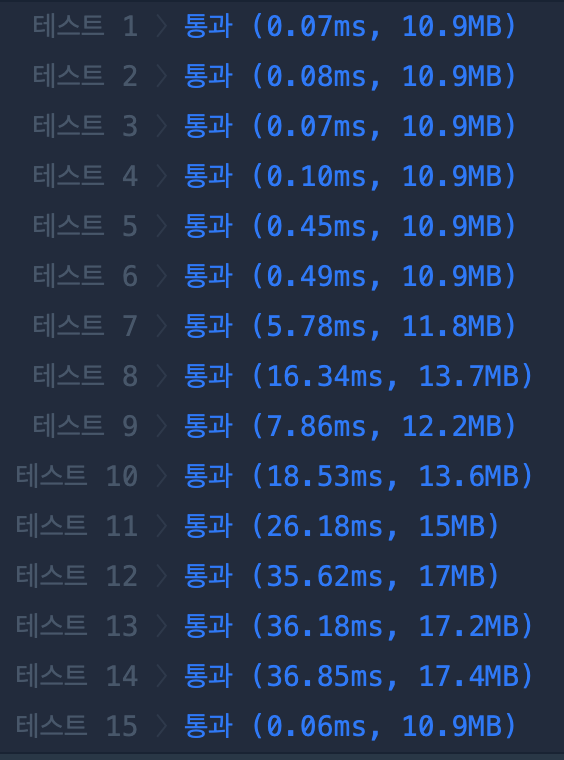 테스트 1 > 통과 (0.07ms, 10.9MB)
테스트 2 > 통과 (0.08ms, 10.9MB)
테스트 3 > 통과 (0.07ms, 10.9MB)
테스트 4 > 통과 (0.10ms, 10.9MB)
테스트 5 > 통과 (0.45ms, 10.9MB)
테스트 6 > 통과 (0.49ms, 10.9MB)
테스트 7 > 통과 (5.78ms, 11.8MB)
테스트 8 > 통과 (16.34ms, 13.7MB)
테스트 9 > 통과 (7.86ms, 12.2MB)
테스트 10 > 통과 (18.53ms, 13.6MB)
테스트 11 > 통과 (26.18ms, 15MB)
테스트 12 > 통과 (35.62ms, 17MB)
테스트 13 > 통과 (36.18ms, 17.2MB)
테스트 14 > 통과 (36.85ms, 17.4MB)
테스트 15 > 통과 (0.06ms, 10.9MB)